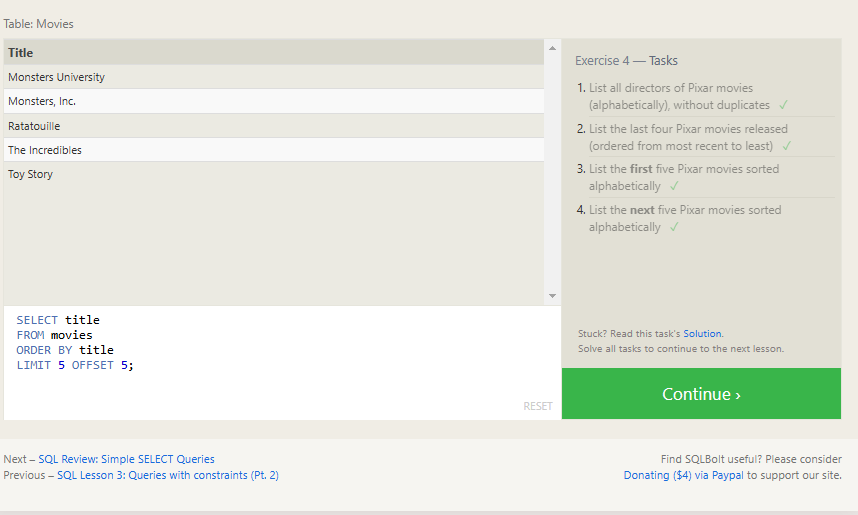 Table: Movies
Title
Monsters University
Monsters, Inc.
Ratatouille
The Incredibles
Toy Story
SELECT title
FROM movies
ORDER BY title
LIMIT 5 OFFSET 5;
RESET
Exercise 4 — Tasks
1. List all directors of Pixar movies
(alphabetically), without duplicates ✓
2. List the last four Pixar movies released
(ordered from most recent to least) ✓
3. List the first five Pixar movies sorted
alphabetically ✓
4. List the next five Pixar movies sorted
alphabetically ✓
Stuck? Read this task's Solution.
Solve all tasks to continue to the next lesson.
Continue ›
Next – SQL Review: Simple SELECT Queries
Previous – SQL Lesson 3: Queries with constraints (Pt. 2)
Find SQLBolt useful? Please consider
Donating ($4) via Paypal to support our site.